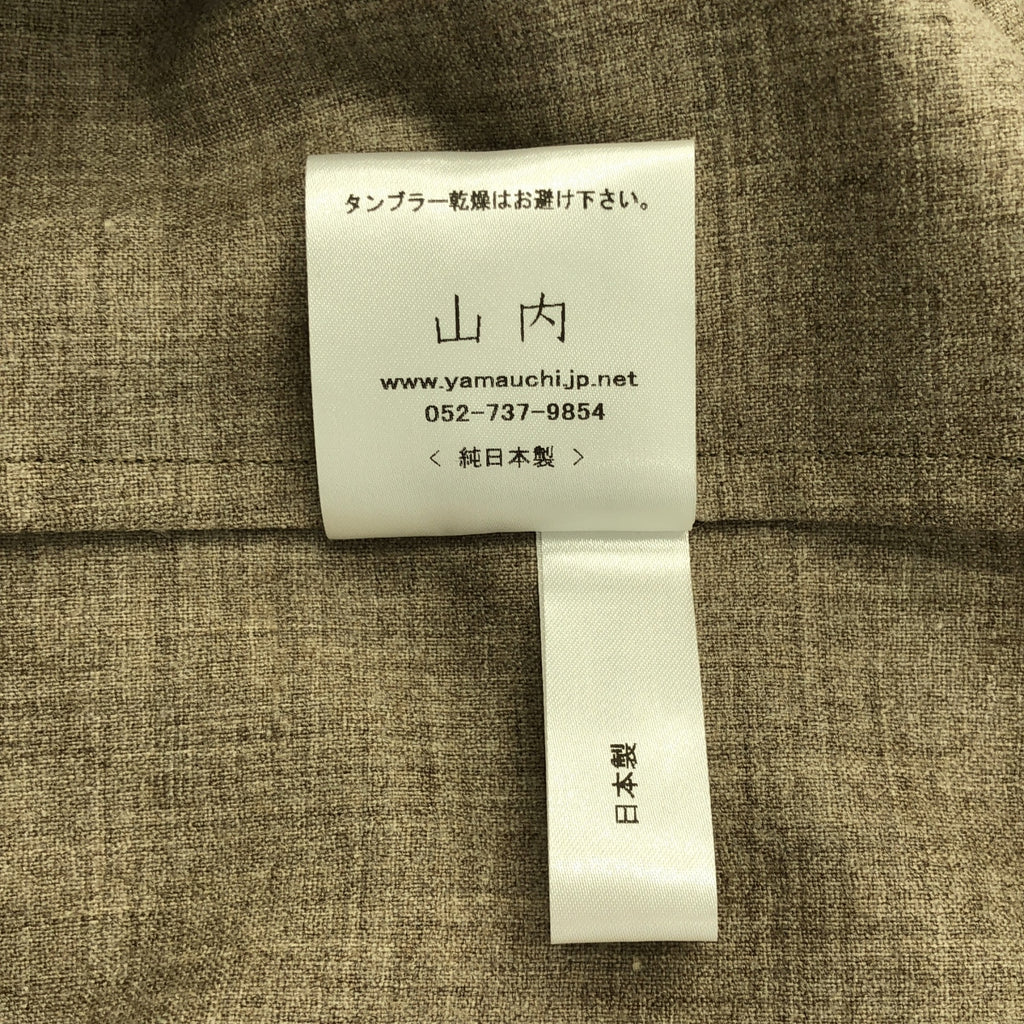 タンブラー乾燥はお避け下さい。
山内
www.yamauchi.jp.net
052-737-9854
< 純日本製 >
日本製